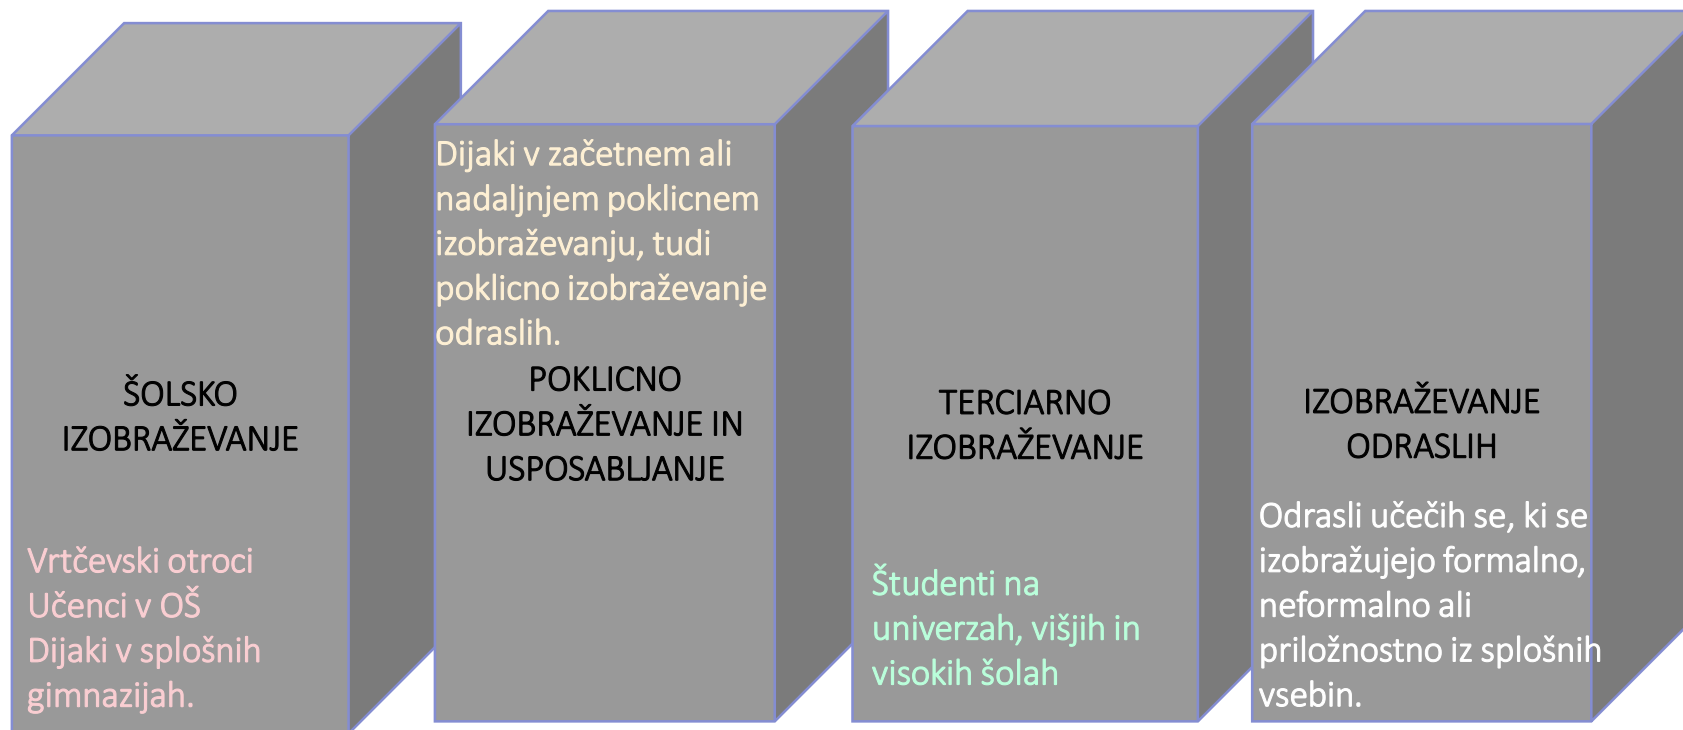 ŠOLSKO
IZOBRAŽEVANJE
Vrtčevski otroci
Učenci v OŠ
Dijaki v splošnih
gimnazijah.
Dijaki v začetnem ali
nadaljnjem poklicnem
izobraževanju, tudi
poklicno izobraževanje
odraslih.
POKLICNO
IZOBRAŽEVANJE IN
USPOSABLJANJE
TERCIARNO
IZOBRAŽEVANJE
Študenti na
univerzah, višjih in
visokih šolah
IZOBRAŽEVANJE
ODRASLIH
Odrasli učečih se, ki se
izobražujejo formalno,
neformalno ali
priložnostno iz splošnih
vsebin.